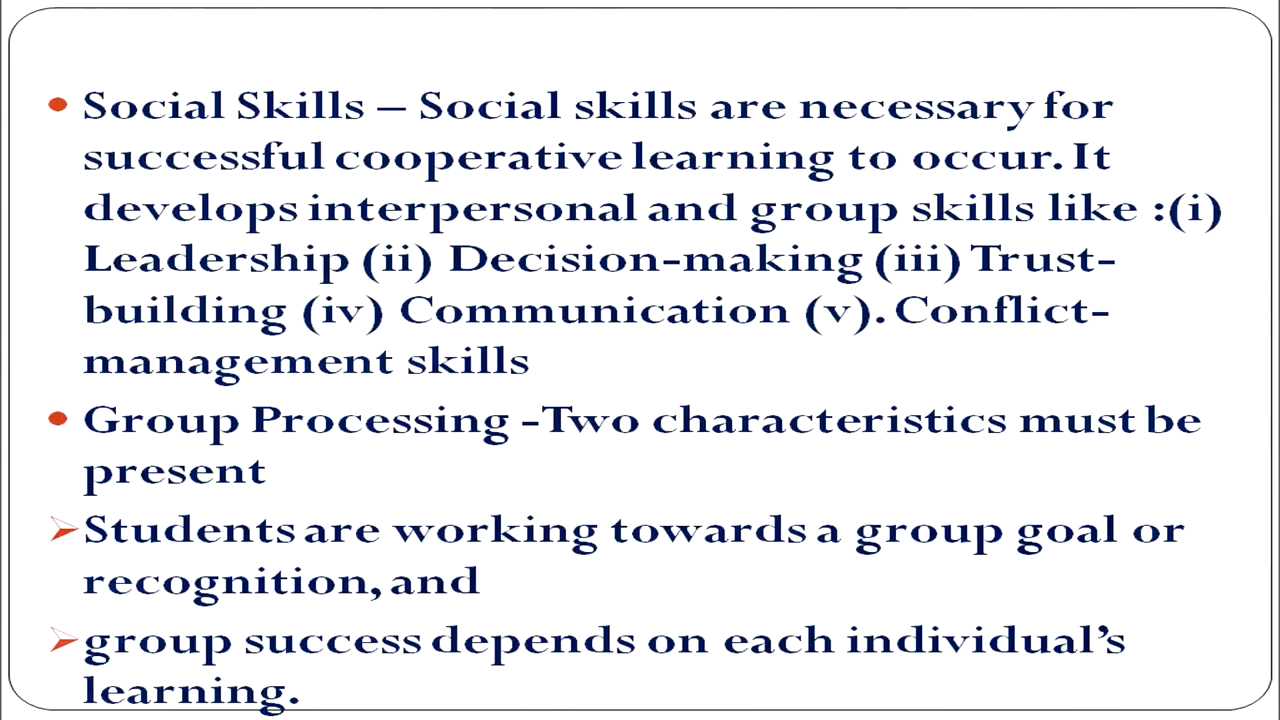 Social Skills – Social skills are necessary for
successful cooperative learning to occur. It
develops interpersonal and group skills like :(i)
Leadership (ii) Decision-making (iii) Trust-
building (iv) Communication (v). Conflict-
management skills
Group Processing -Two characteristics must be
present
Students are working towards a group goal or
recognition, and
group success depends on each individual’s
learning.